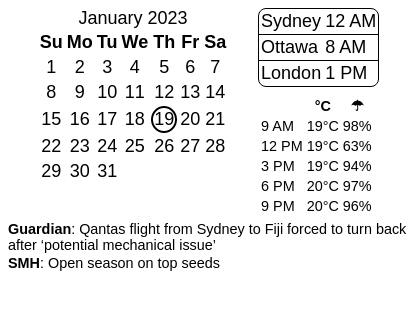 January 2023
Su Mo Tu We Th Fr Sa
1 2 3 4 5 6 7
8 9 10 11 12 13 14
15 16 17 18 19 20 21
22 23 24 25 26 27 28
29 30 31
Sydney 12 AM
Ottawa 8 AM
London 1 PM
°C ☂
9 AM 19°C 98%
12 PM 19°C 63%
3 PM 19°C 94%
6 PM 20°C 97%
9 PM 20°C 96%
Guardian: Qantas flight from Sydney to Fiji forced to turn back
after ‘potential mechanical issue’
SMH: Open season on top seeds